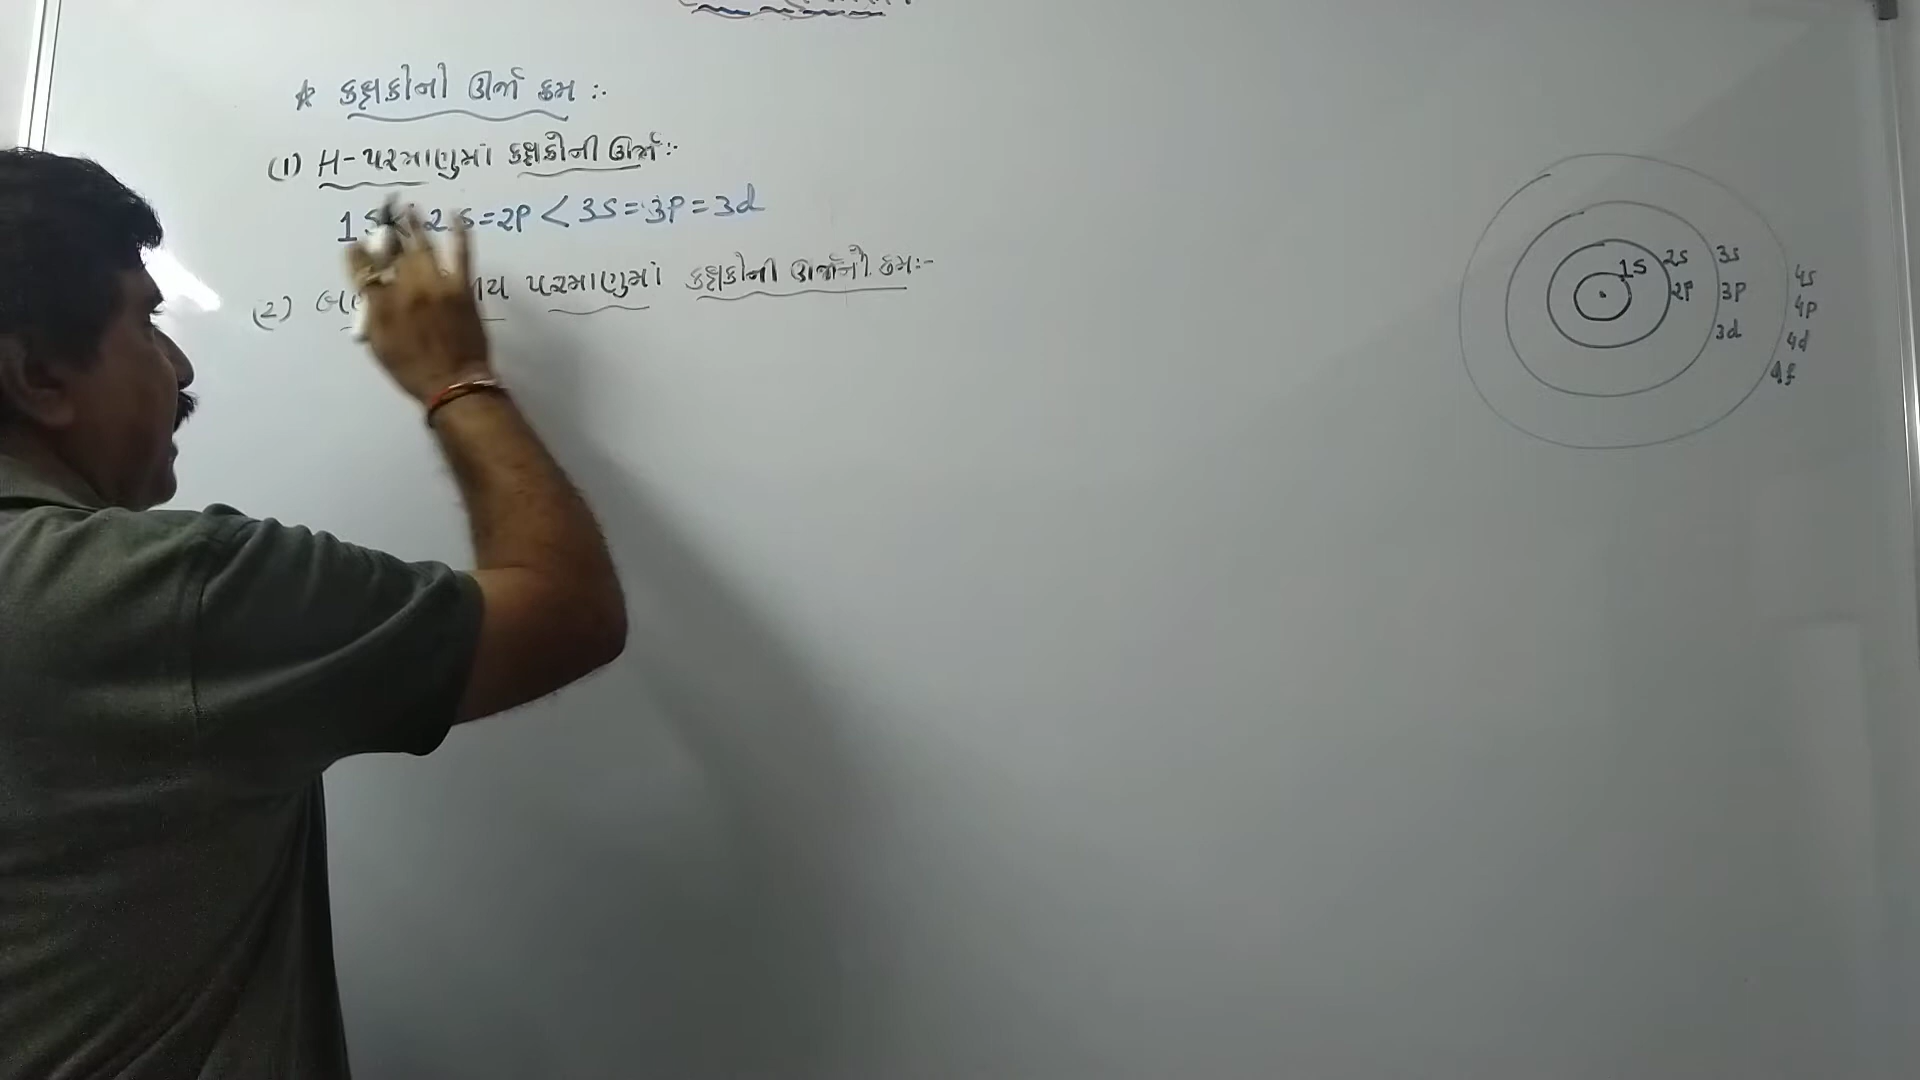 ★ કક્ષકોની ઊર્જા ક્રમ :-
(1) H-પરમાણુમાં કક્ષકોની ઊર્જા:-
1S < 2S = 2P < 3S = 3P = 3d
(2) પરમાણુમાં કક્ષકોની ઊર્જાનો ક્રમ:-
1S 2S 3S 4S
2P 3P 4P
3d 4d
4f